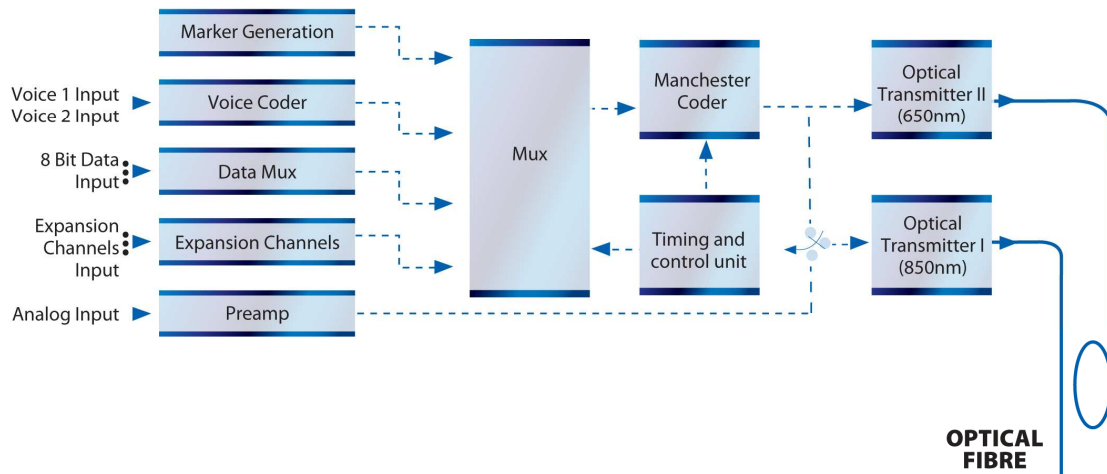 Marker Generation
Voice 1 Input
Voice 2 Input
Voice Coder
8 Bit Data
Input
Data Mux
Expansion
Channels
Input
Expansion Channels
Analog Input
Preamp
Mux
Manchester
Coder
Timing and
control unit
Optical
Transmitter II
(650nm)
Optical
Transmitter I
(850nm)
OPTICAL
FIBRE